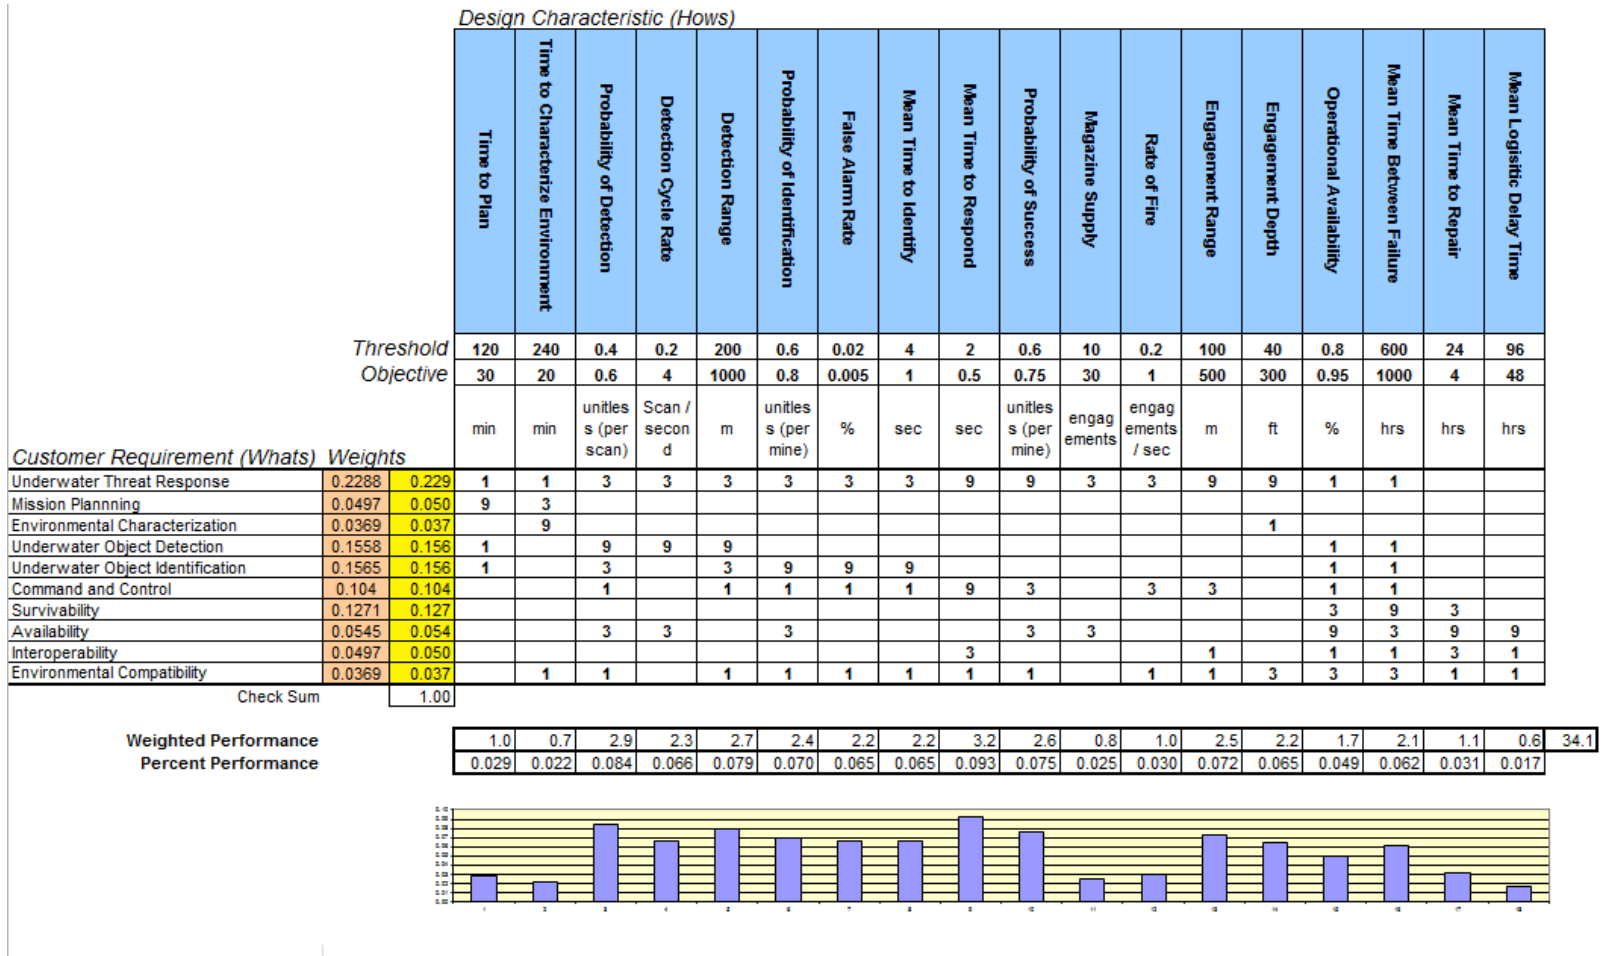 Design Characteristic (Hows)
Time to Plan
Time to Characterize Environment
Probability of Detection
Detection Cycle Rate
Detection Range
Probability of Identification
False Alarm Rate
Mean Time to Identify
Mean Time to Respond
Probability of Success
Magazine Supply
Rate of Fire
Engagement Range
Engagement Depth
Operational Availability
Mean Time Between Failure
Mean Time to Repair
Mean Logisitic Delay Time
Threshold 120 240 0.4 0.2 200 0.6 0.02 4 2 0.6 10 0.2 100 40 0.8 600 24 96
Objective 30 20 0.6 4 1000 0.8 0.005 1 0.5 0.75 30 1 500 300 0.95 1000 4 48
min
min
unitles
s (per
scan)
Scan /
secon
d
m
unitles
s (per
mine)
%
sec
sec
unitles
s (per
mine)
engag
ements
engag
ements
/ sec
m
ft
%
hrs
hrs
hrs
Customer Requirement (Whats) Weights
Underwater Threat Response 0.2288 0.229 1 1 3 3 3 3 3 3 9 9 3 3 9 9 1 1
Mission Plannning 0.0497 0.050 9 3
Environmental Characterization 0.0369 0.037 9 1
Underwater Object Detection 0.1558 0.156 1 9 9 9 1 1
Underwater Object Identification 0.1565 0.156 1 3 3 9 9 9 1 1
Command and Control 0.104 0.104 1 1 1 1 1 9 3 3 3 1 1
Survivability 0.1271 0.127 3 9 3
Availability 0.0545 0.054 3 3 3 3 3 9 3 9 9
Interoperability 0.0497 0.050 3 1 1 1 3 1
Environmental Compatibility 0.0369 0.037 1 1 1 1 1 1 1 1 1 1 3 3 3 1 1
Check Sum 1.00
Weighted Performance 1.0 0.7 2.9 2.3 2.7 2.4 2.2 2.2 3.2 2.6 0.8 1.0 2.5 2.2 1.7 2.1 1.1 0.6 34.1
Percent Performance 0.029 0.022 0.084 0.066 0.079 0.070 0.065 0.065 0.093 0.075 0.025 0.030 0.072 0.065 0.049 0.062 0.031 0.017